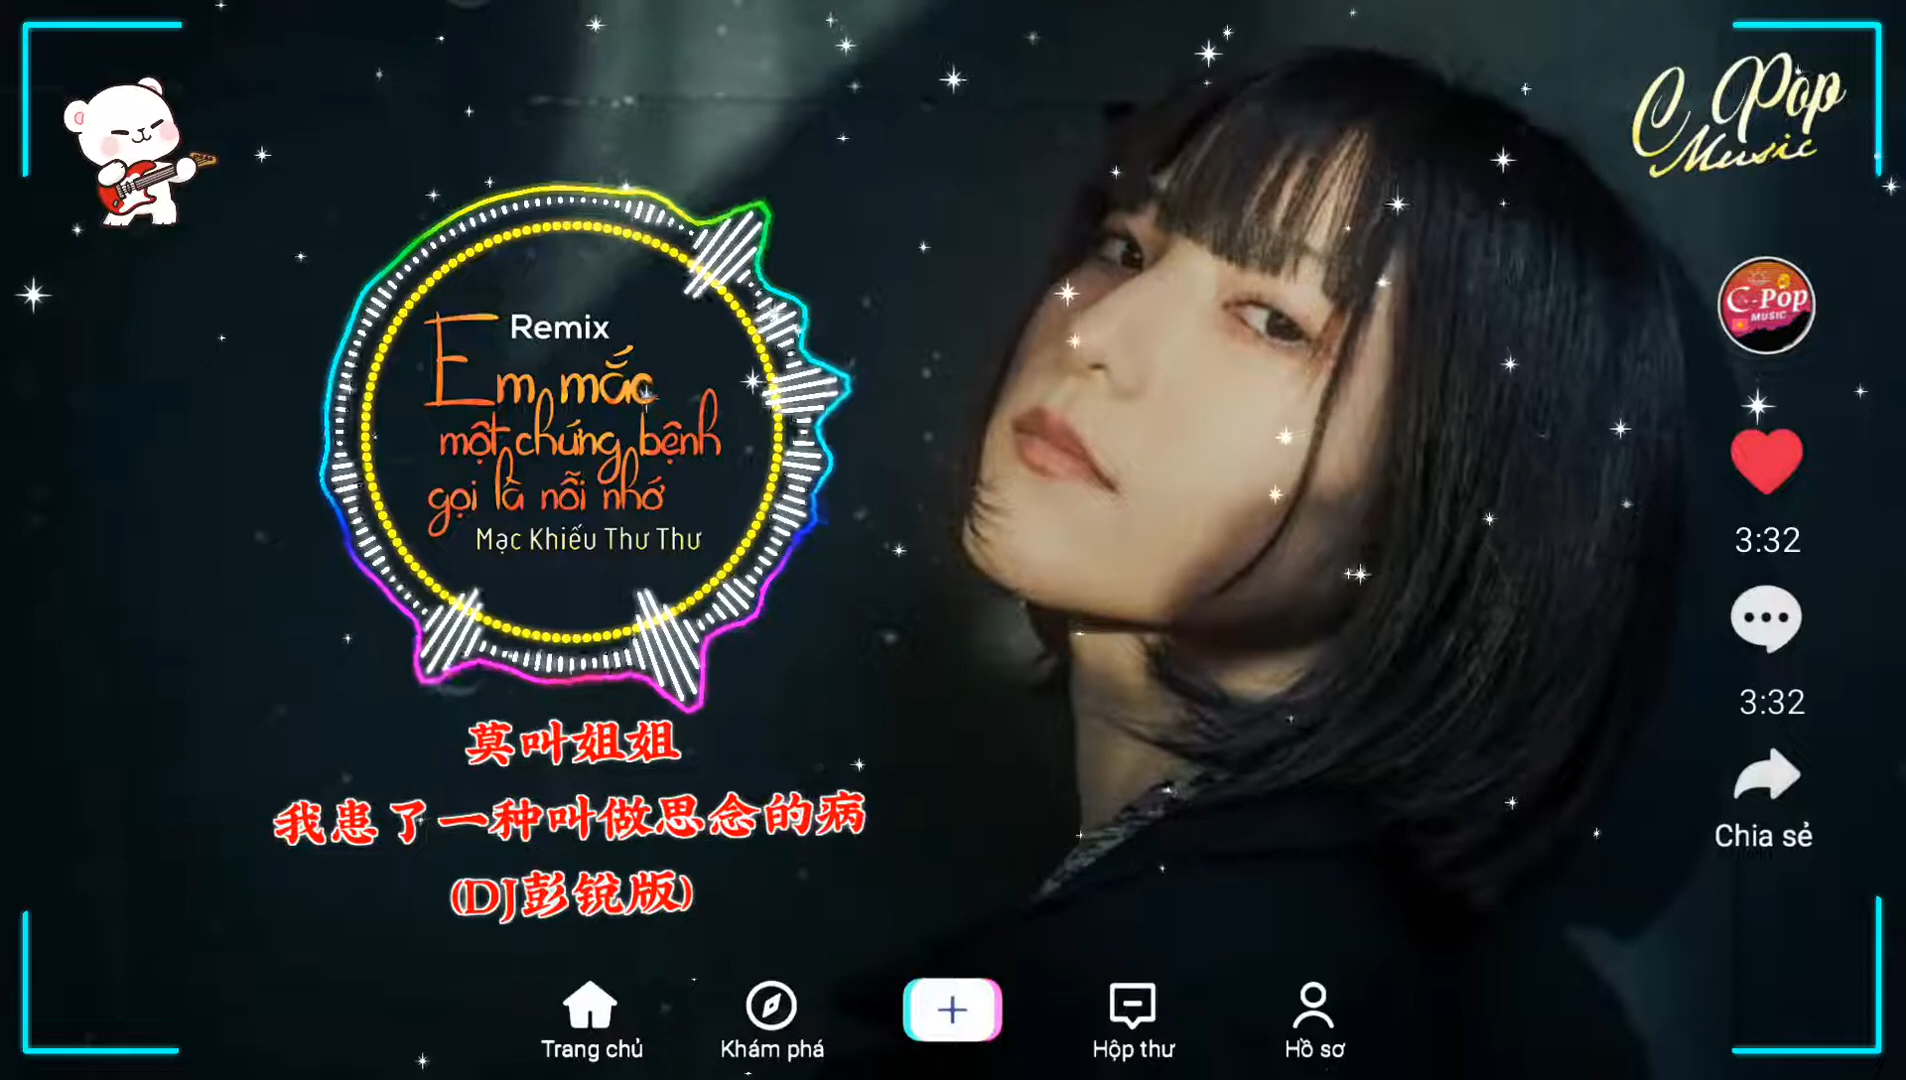 C Pop
Music
Remix
Em mắc
một chứng bệnh
gọi là nỗi nhớ
Mạc Khiếu Thư Thư
C-Pop
MUSIC
3:32
3:32
Chia sẻ
莫叫姐姐
我患了一种叫做思念的病
(DJ彭锐版)
Trang chủ
Khám phá
Hộp thư
Hồ sơ